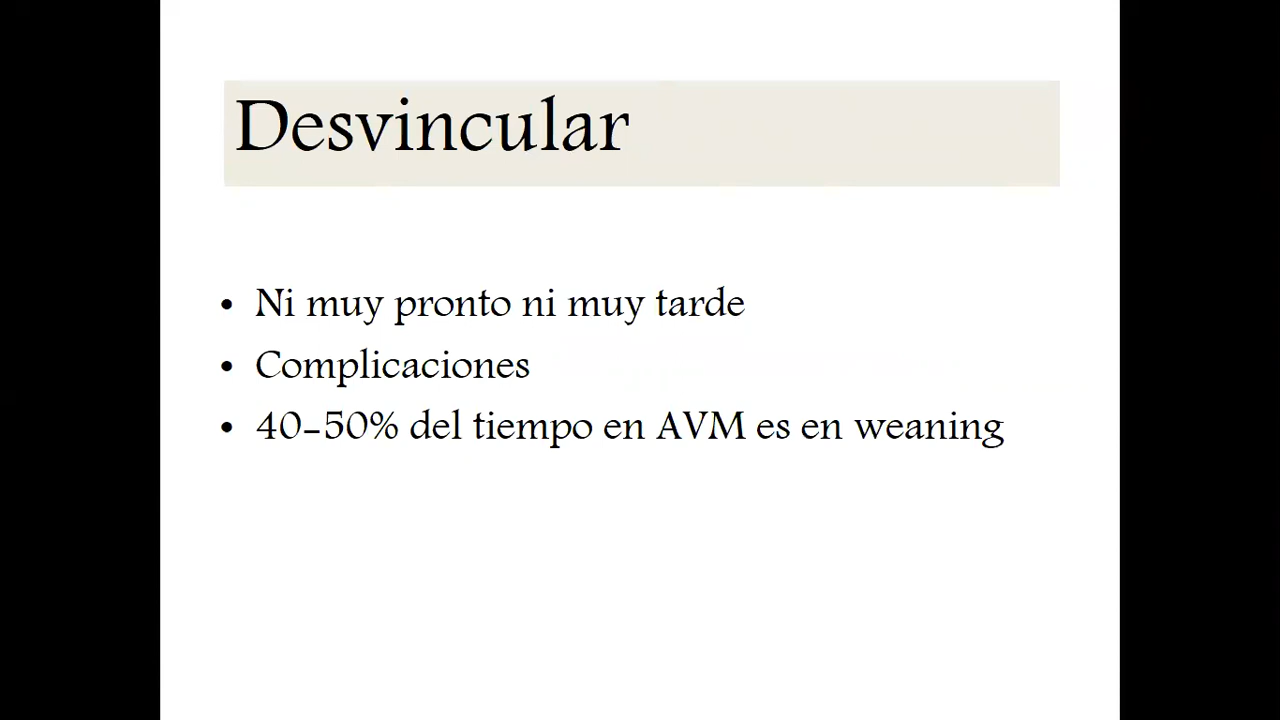 Desvincular
• Ni muy pronto ni muy tarde
• Complicaciones
• 40-50% del tiempo en AVM es en weaning